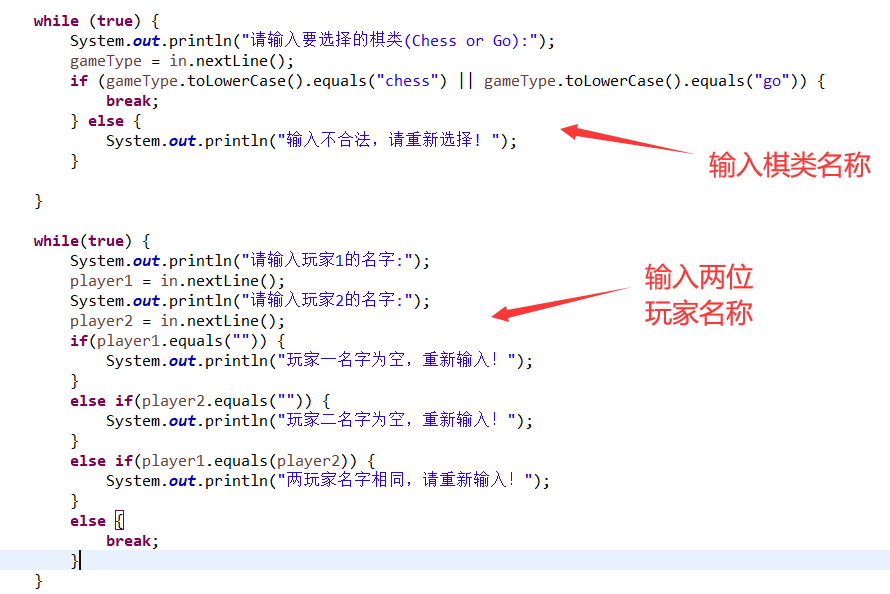 while (true) {
System.out.println("请输入要选择的棋类(Chess or Go):");
gameType = in.nextLine();
if (gameType.toLowerCase().equals("chess") || gameType.toLowerCase().equals("go")) {
break;
} else {
System.out.println("输入不合法，请重新选择！");
}
输入棋类名称
}
while(true) {
System.out.println("请输入玩家1的名字:");
player1 = in.nextLine();
System.out.println("请输入玩家2的名字:");
player2 = in.nextLine();
输入两位
玩家名称
if(player1.equals("")) {
System.out.println("玩家一名字为空，重新输入！");
}
else if(player2.equals("")) {
System.out.println("玩家二名字为空，重新输入！");
}
else if(player1.equals(player2)) {
System.out.println("两玩家名字相同，请重新输入！");
}
else {
break;
}
}